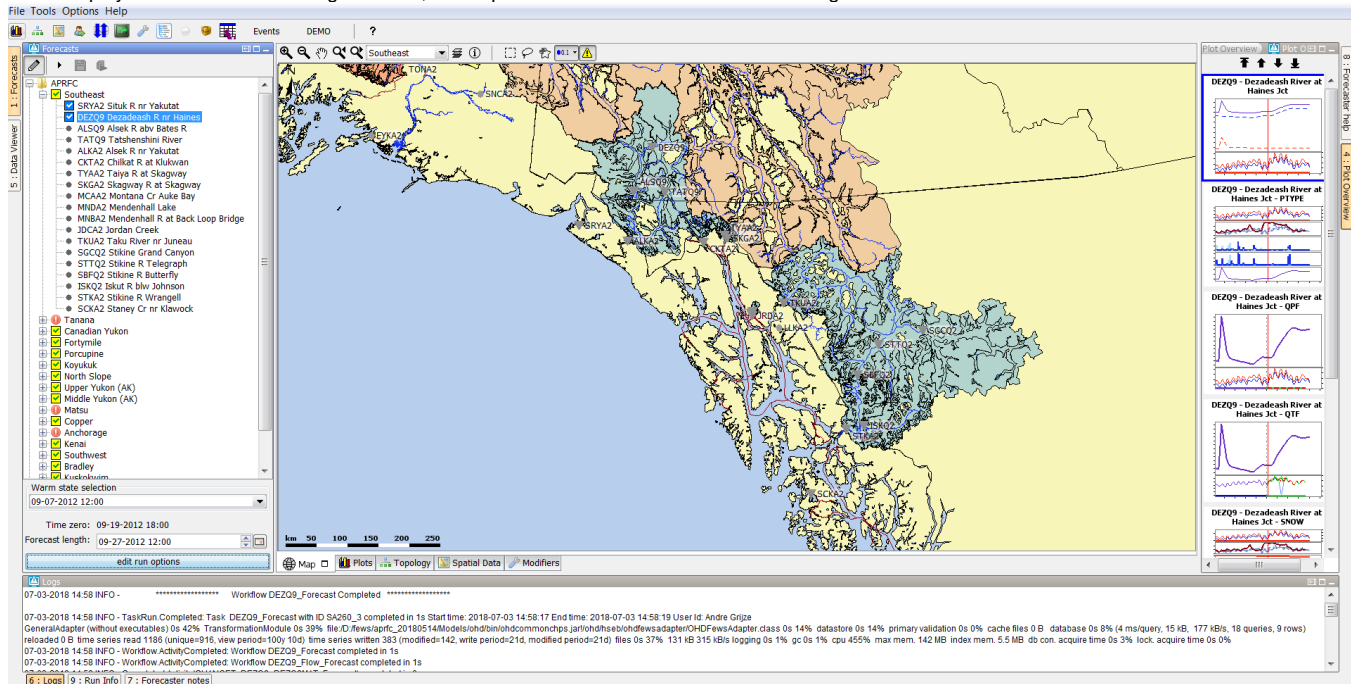 File Tools Options Help
Events DEMO ?
Forecasts
1 : Forecasts
5 : Data Viewer
APRFC
Southeast
SRYA2 Situk R nr Yakutat
DEZQ9 Dezadeash R nr Haines
ALSQ9 Alsek R abv Bates R
TATQ9 Tatshenshini River
ALKA2 Alsek R nr Yakutat
CKTA2 Chilkat R at Klukwan
TYAA2 Taiya R at Skagway
SKGA2 Skagway R at Skagway
MCAA2 Montana Cr Auke Bay
MNDA2 Mendenhall Lake
MNBA2 Mendenhall R at Back Loop Bridge
JDCA2 Jordan Creek
TKUA2 Taku River nr Juneau
SGCQ2 Stikine Grand Canyon
STTQ2 Stikine R Telegraph
SBFQ2 Stikine R Butterfly
ISKQ2 Iskut R blw Johnson
STKA2 Stikine R Wrangell
SCKA2 Staney Cr nr Klawock
Tanana
Canadian Yukon
Fortymile
Porcupine
Koyukuk
North Slope
Upper Yukon (AK)
Middle Yukon (AK)
Matsu
Copper
Anchorage
Kenai
Southwest
Bradley
Kuskokwim
Warm state selection
09-07-2012 12:00
Time zero: 09-19-2012 18:00
Forecast length: 09-27-2012 12:00
edit run options
Southeast
TONA2
SNCA2
EYKA2
DEZQ9
ALSQ9
TATQ9
SRYA2
ALKA2
TYAA2
SKGA2
CKTA2
TKUA2
JRDA2
LLKA2
SGCQ2
STTQ2
SBFQ2
ISKQ2
SCKA2
km 50 100 150 200 250
Map Plots Topology Spatial Data Modifiers
Plot Overview Plot O
DEZQ9 - Dezadeash River at
Haines Jct
DEZQ9 - Dezadeash River at
Haines Jct - PTYPE
DEZQ9 - Dezadeash River at
Haines Jct - QPF
DEZQ9 - Dezadeash River at
Haines Jct - QTF
DEZQ9 - Dezadeash River at
Haines Jct - SNOW
8 : Forecaster help
4 : Plot Overview
Logs
07-03-2018 14:58 INFO - ****************** Workflow DEZQ9_Forecast Completed ******************
07-03-2018 14:58 INFO - TaskRun.Completed: Task DEZQ9_Forecast with ID SA260_3 completed in 1s Start time: 2018-07-03 14:58:17 End time: 2018-07-03 14:58:19 User Id: Andre Grijze
GeneralAdapter (without executables) 0s 42% TransformationModule 0s 39% file:/D:/fews/aprfc_20180514/Models/ohd/bin/ohdcommonchps.jar!/ohd/hseb/ohdfewsadapter/OHDFewsAdapter.class 0s 14% datastore 0s 14% primary validation 0s 0% cache files 0 B database 0s 8% (4 ms/query, 15 kB, 177 kB/s, 18 queries, 9 rows)
reloaded 0 B time series read 1186 (unique=916, view period=100y 10d) time series written 383 (modified=142, write period=21d, modified period=21d) files 0s 37% 131 kB 315 kB/s logging 0s 1% gc 0s 1% cpu 455% max mem. 142 MB index mem. 5.5 MB db con. acquire time 0s 3% lock. acquire time 0s 0%
07-03-2018 14:58 INFO - Workflow.ActivityCompleted: Workflow DEZQ9_Forecast completed in 1s
07-03-2018 14:58 INFO - Workflow.ActivityCompleted: Workflow DEZQ9_Flow_Forecast completed in 1s
6 : Logs 9 : Run Info 7 : Forecaster notes